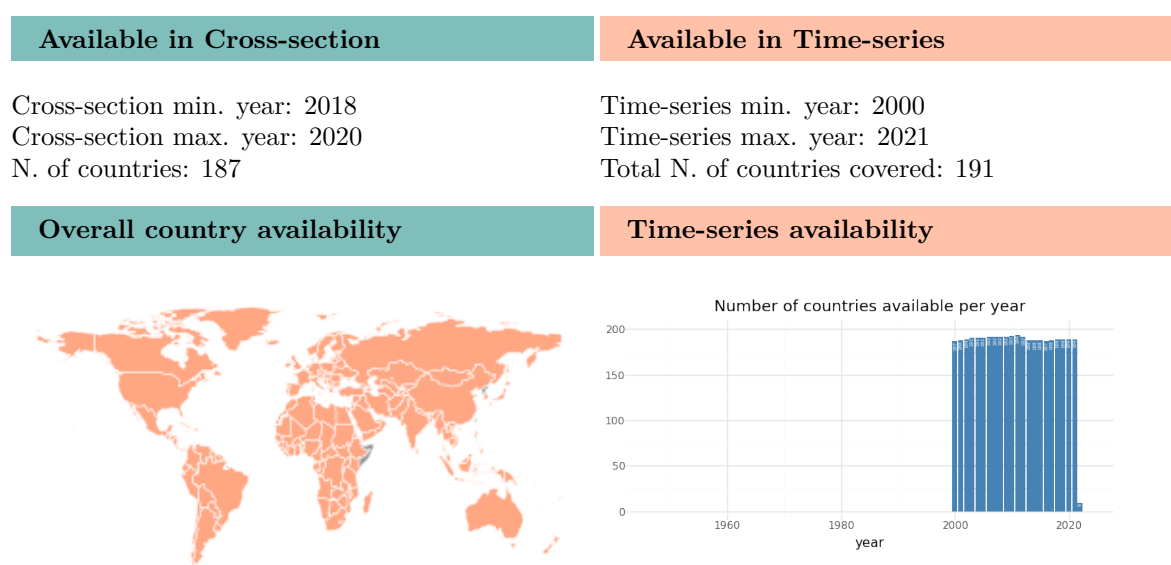 Available in Cross-section
Cross-section min. year: 2018
Cross-section max. year: 2020
N. of countries: 187
Available in Time-series
Time-series min. year: 2000
Time-series max. year: 2021
Total N. of countries covered: 191
Overall country availability
Time-series availability
Number of countries available per year
200
150
100
50
0
1960
1980
2000
2020
year